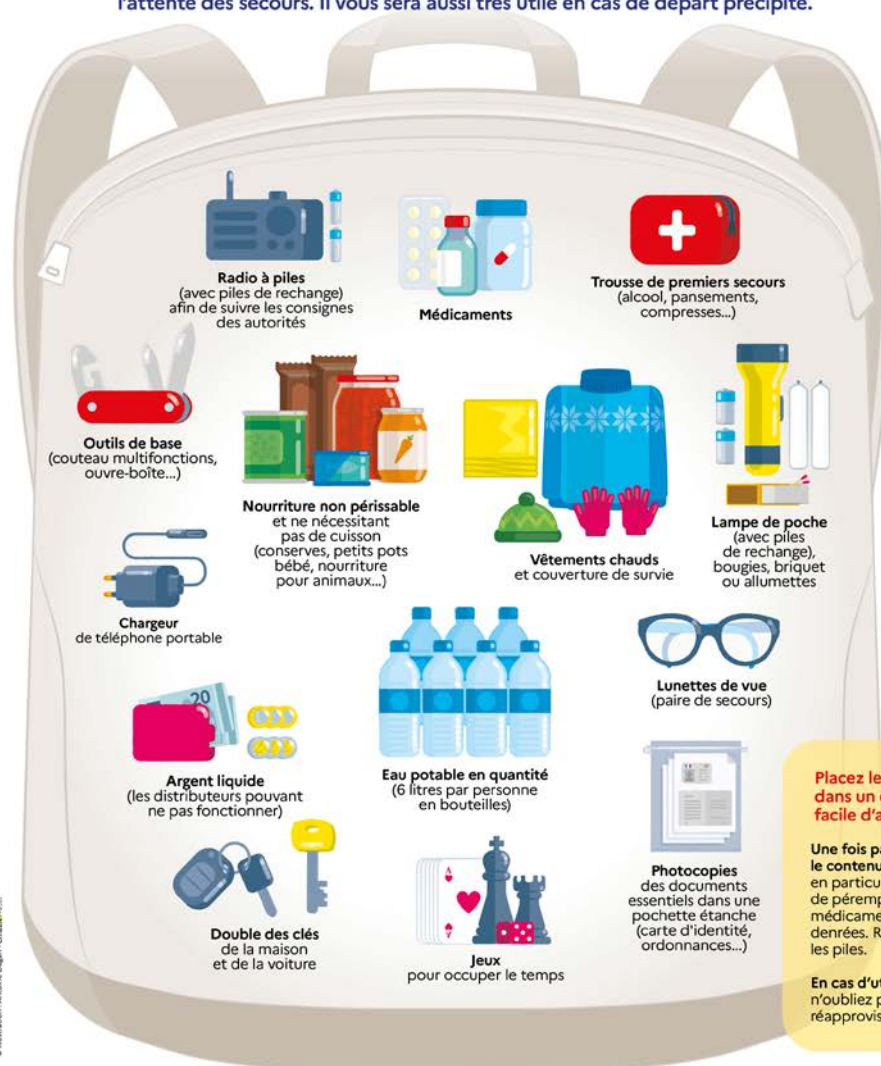 l'attente des secours. Il vous sera aussi très utile en cas de départ précipité.
Radio à piles
(avec piles de rechange)
afin de suivre les consignes
des autorités
Médicaments
Trousse de premiers secours
(alcool, pansements,
compresses...)
Outils de base
(couteau multifonctions,
ouvre-boîte...)
Nourriture non périssable
et ne nécessitant
pas de cuisson
(conserves, petits pots
bébé, nourriture
pour animaux...)
Vêtements chauds
et couverture de survie
Lampe de poche
(avec piles
de rechange),
bougies, briquet
ou allumettes
Chargeur
de téléphone portable
Lunettes de vue
(paire de secours)
20
Argent liquide
(les distributeurs pouvant
ne pas fonctionner)
Eau potable en quantité
(6 litres par personne
en bouteilles)
Photocopies
des documents
essentiels dans une
pochette étanche
(carte d'identité,
ordonnances...)
Double des clés
de la maison
et de la voiture
A
A
Jeux
pour occuper le temps
Placez le
dans un
facile d'a
Une fois pa
le contenu
en particu
de péremp
médicame
denrées. R
les piles.
En cas d'ut
n'oubliez p
réapprovis